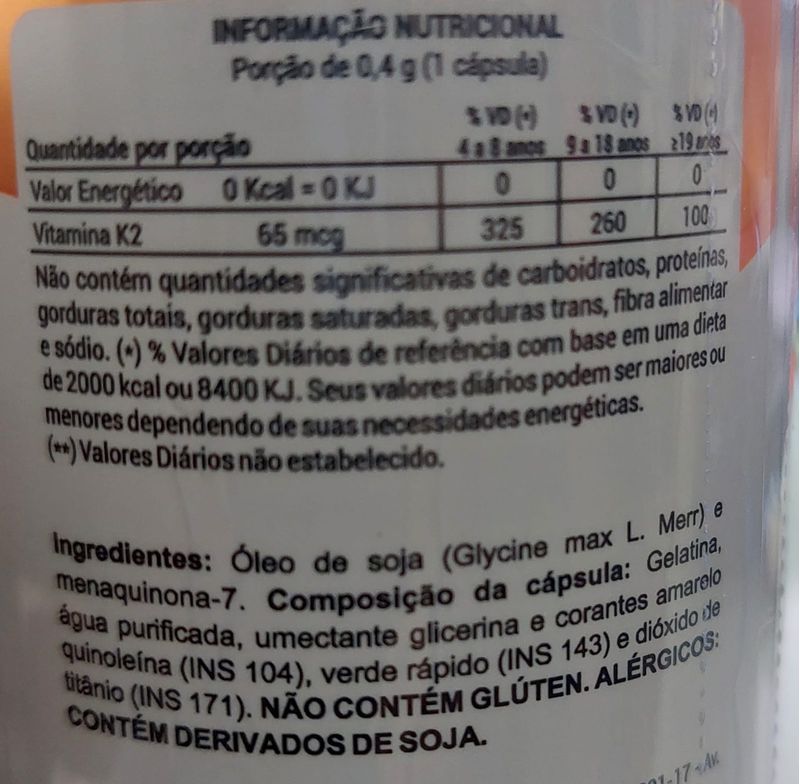 INFORMAÇÃO NUTRICIONAL
Porção de 0,4 g (1 cápsula)
% VD (*) % VD (*) % VD (*)
Quantidade por porção 4 a 8 anos 9 a 18 anos ≥19 anos
Valor Energético 0 Kcal = 0 KJ 0 0 0
Vitamina K2 65 mcg 325 260 100
Não contém quantidades significativas de carboidratos, proteínas,
gorduras totais, gorduras saturadas, gorduras trans, fibra alimentar
e sódio. (*) % Valores Diários de referência com base em uma dieta
de 2000 kcal ou 8400 KJ. Seus valores diários podem ser maiores ou
menores dependendo de suas necessidades energéticas.
(**) Valores Diários não estabelecido.
Ingredientes: Óleo de soja (Glycine max L. Merr) e
menaquinona-7. Composição da cápsula: Gelatina,
água purificada, umectante glicerina e corantes amarelo
quinoleína (INS 104), verde rápido (INS 143) e dióxido de
titânio (INS 171). NÃO CONTÉM GLÚTEN. ALÉRGICOS:
CONTÉM DERIVADOS DE SOJA.